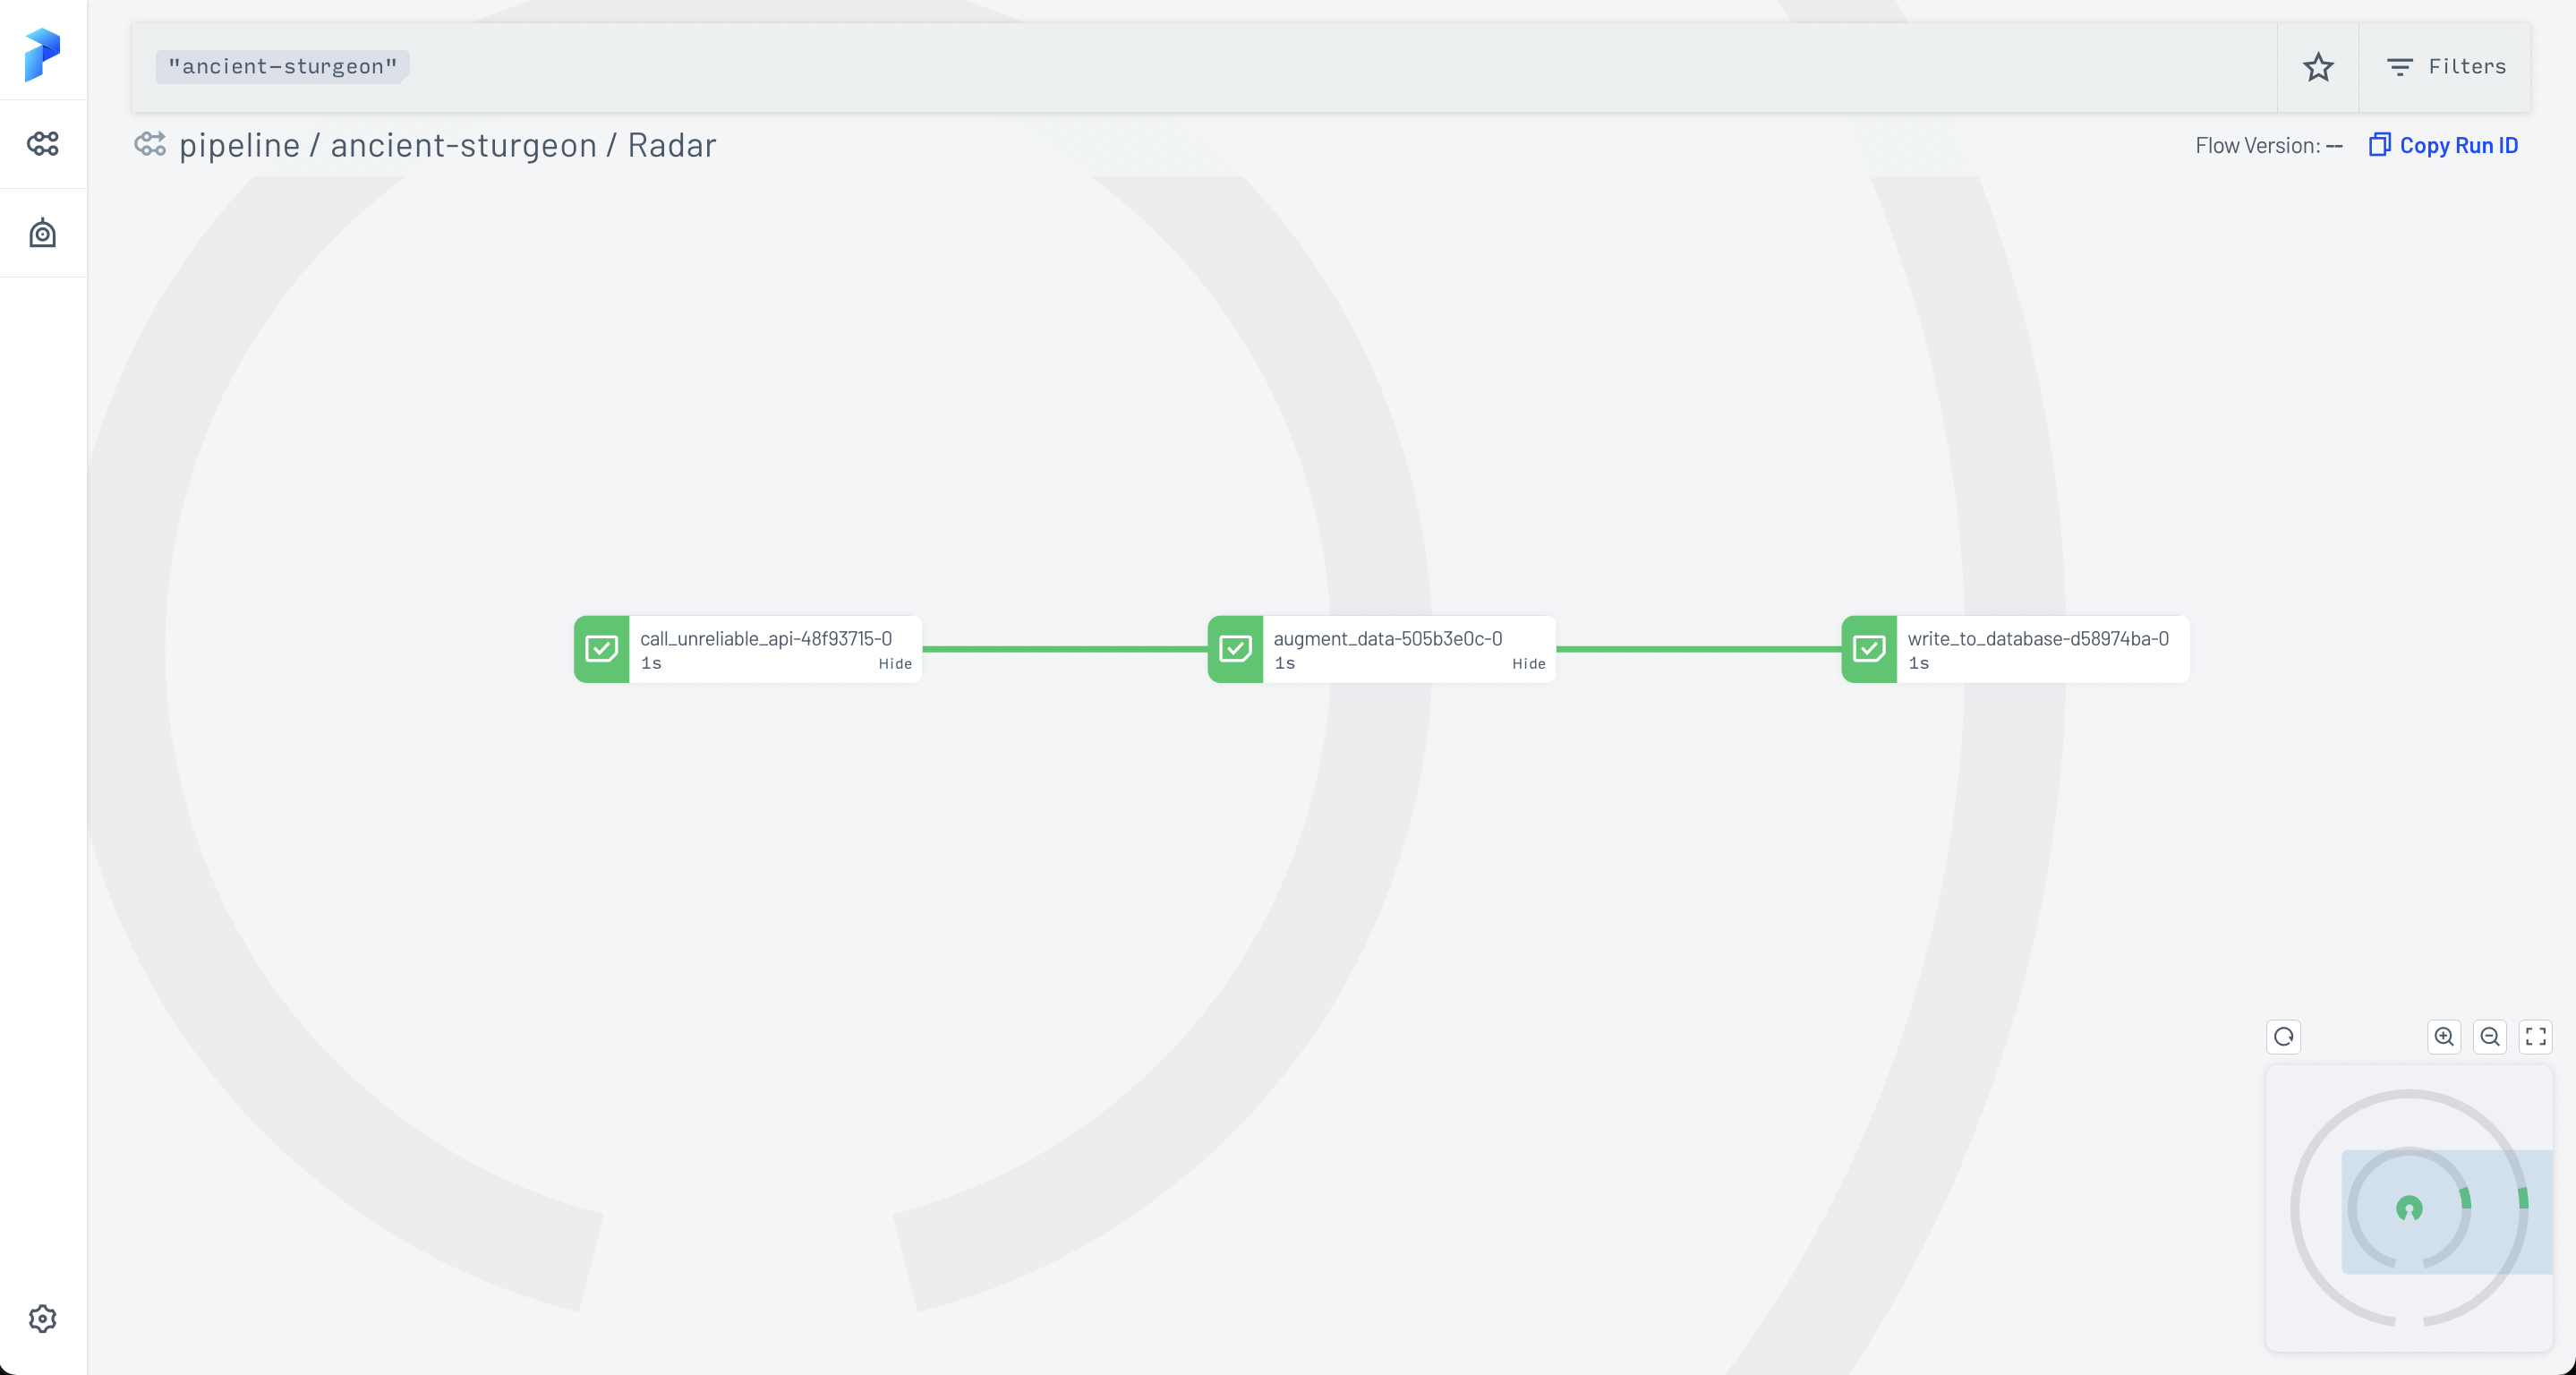 "ancient-sturgeon"
Filters
pipeline / ancient-sturgeon / Radar
Flow Version: --
Copy Run ID
call_unreliable_api-48f93715-0
1s
Hide
augment_data-505b3e0c-0
1s
Hide
write_to_database-d58974ba-0
1s